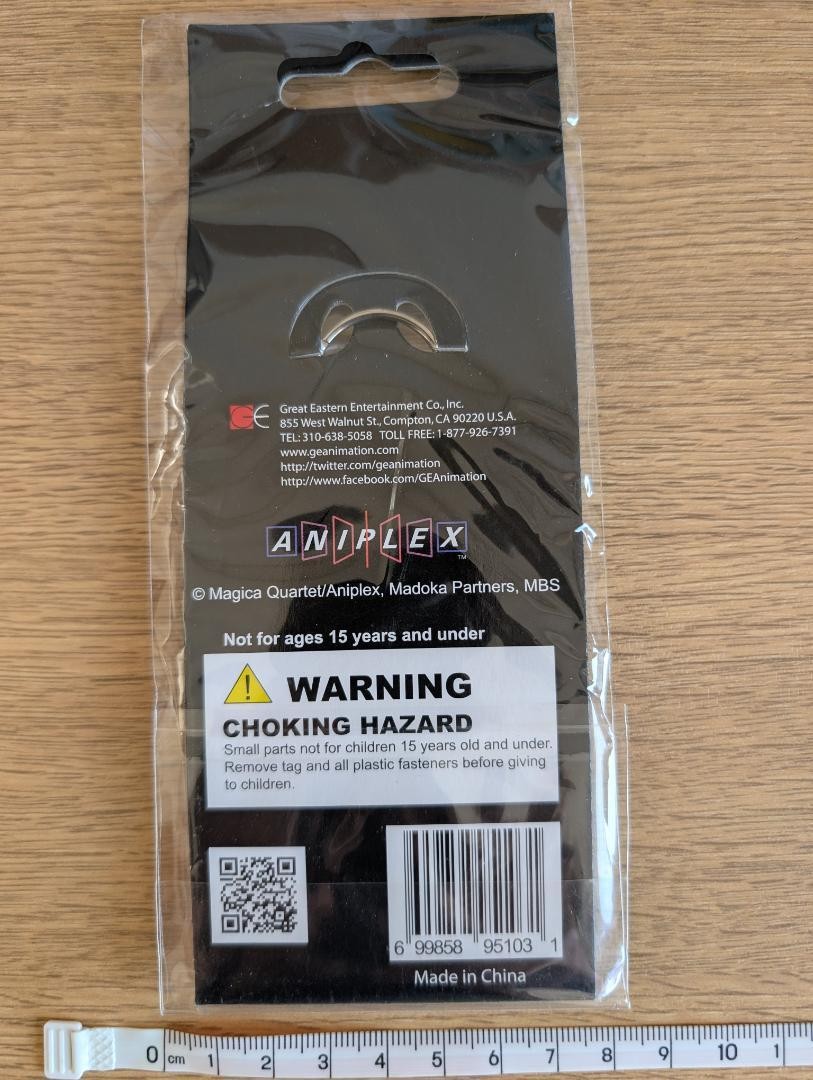 GE
Great Eastern Entertainment Co., Inc.
855 West Walnut St., Compton, CA 90220 U.S.A.
TEL: 310-638-5058 TOLL FREE: 1-877-926-7391
www.geanimation.com
http://twitter.com/geanimation
http://www.facebook.com/GEAnimation
ANIPLEX
TM
© Magica Quartet/Aniplex, Madoka Partners, MBS
Not for ages 15 years and under
! WARNING
CHOKING HAZARD
Small parts not for children 15 years old and under.
Remove tag and all plastic fasteners before giving
to children.
6 99858 95103 1
Made in China
0 cm 1 2 3 4 5 6 7 8 9 10 1